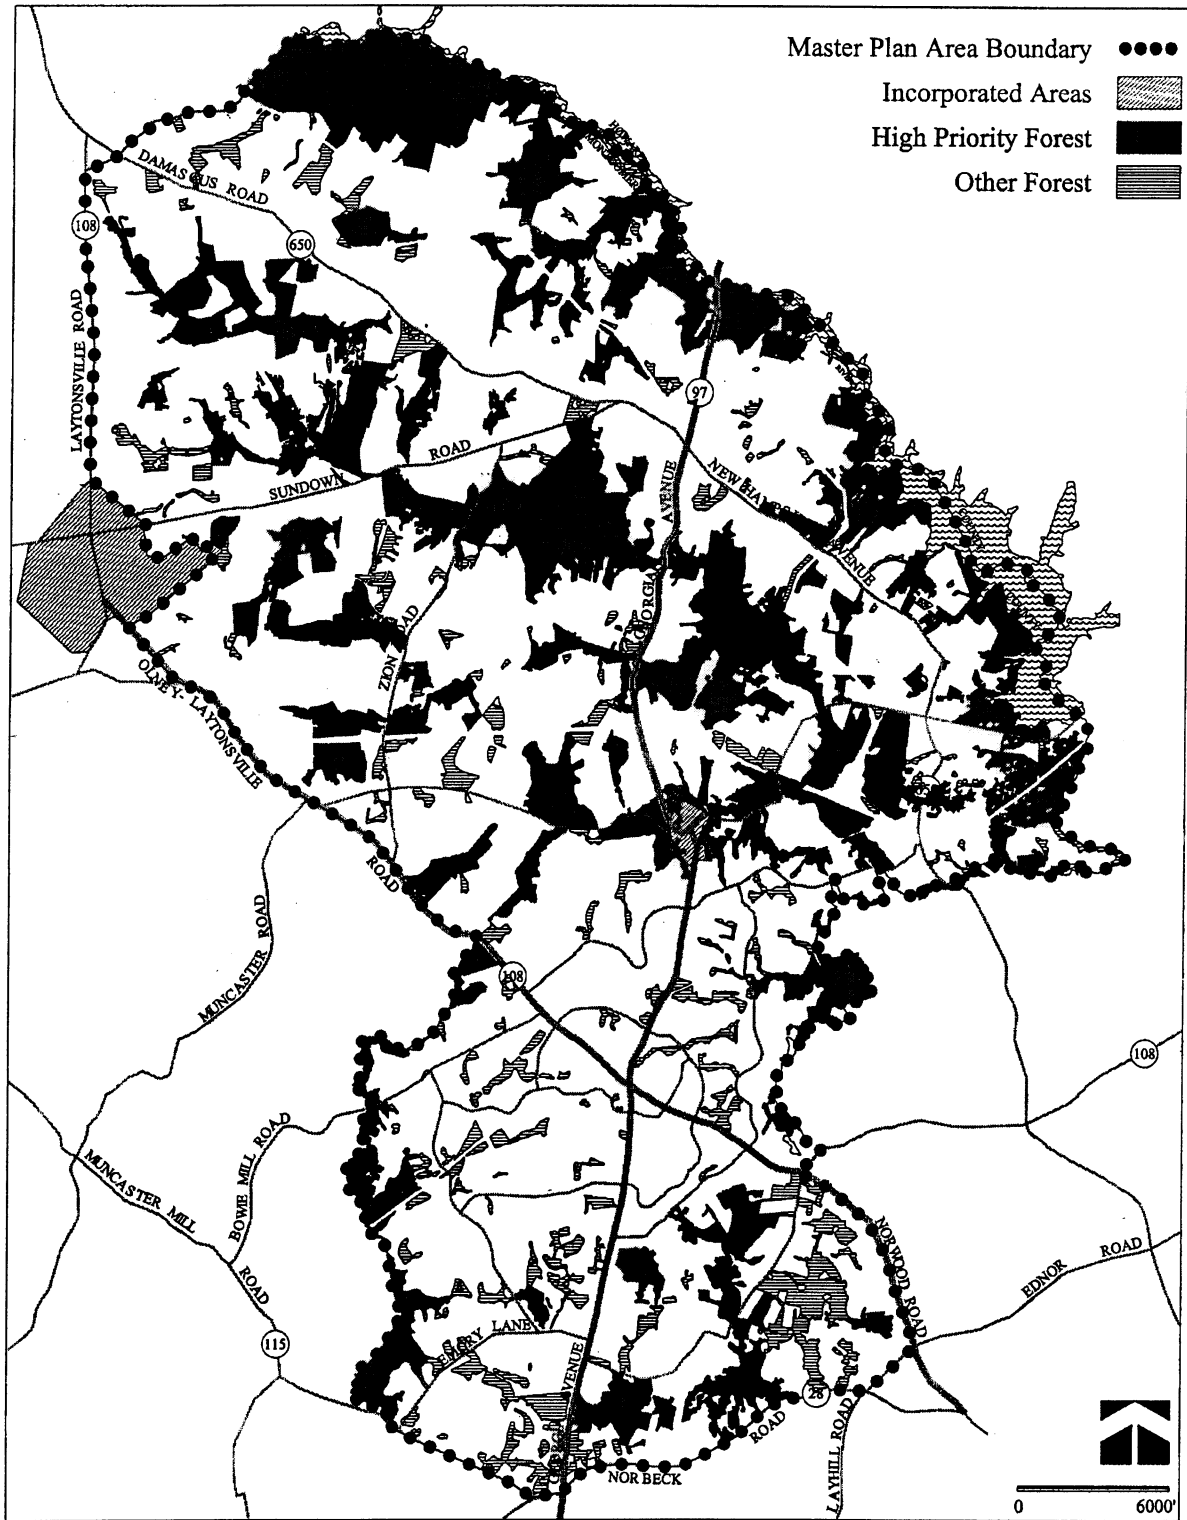 Master Plan Area Boundary
Incorporated Areas
High Priority Forest
Other Forest
DAMASCUS ROAD
108
650
LAYTONSVILLE ROAD
97
SUNDOWN ROAD
NEW HAMPSHIRE AVENUE
GEORGIA AVENUE
ZION ROAD
OLNEY- LAYTONSVILLE
ROAD
MUNCASTER ROAD
108
108
BOWIE MILL ROAD
MUNCASTER MILL
ROAD
NORWOOD ROAD
EDNOR ROAD
115
EMORY LANE
GEORGIA AVENUE
28
ROAD
NORBECK
LAYHILL ROAD
0 6000'